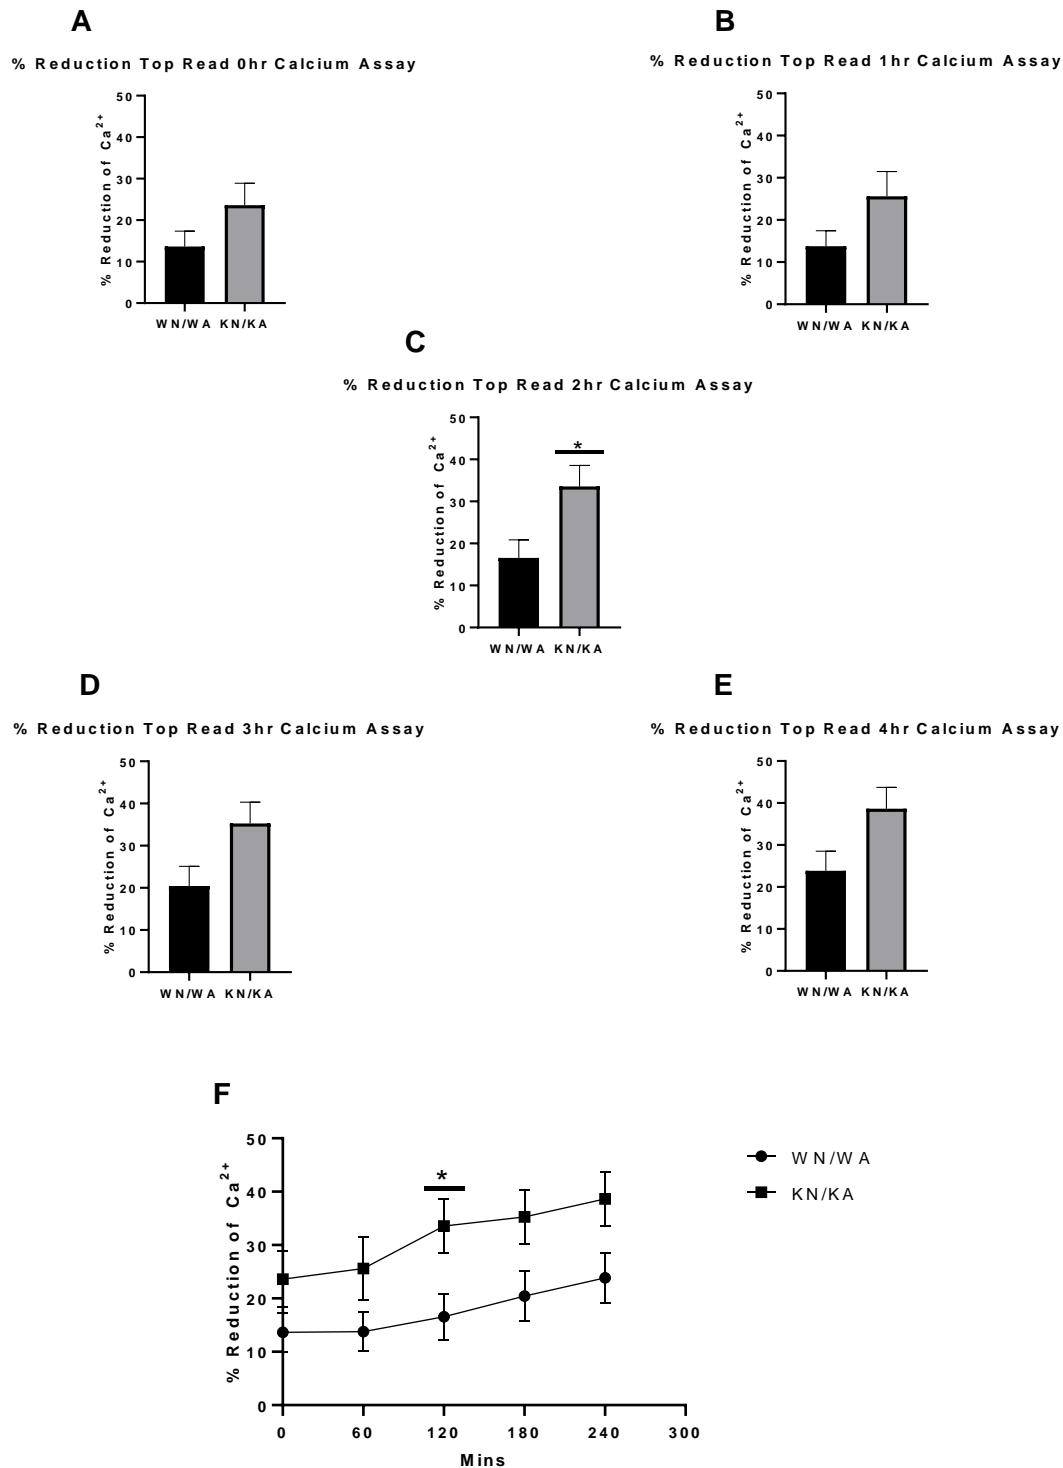 A
% Reduction Top Read 0hr Calcium Assay
% Reduction of Ca2+
50
40
30
20
10
0
WN/WA KN/KA
B
% Reduction Top Read 1hr Calcium Assay
% Reduction of Ca2+
50
40
30
20
10
0
WN/WA KN/KA
C
% Reduction Top Read 2hr Calcium Assay
% Reduction of Ca2+
50
40
30
20
10
0
*
WN/WA KN/KA
D
% Reduction Top Read 3hr Calcium Assay
% Reduction of Ca2+
50
40
30
20
10
0
WN/WA KN/KA
E
% Reduction Top Read 4hr Calcium Assay
% Reduction of Ca2+
50
40
30
20
10
0
WN/WA KN/KA
F
% Reduction of Ca2+
50
40
30
20
10
0
*
0 60 120 180 240 300
Mins
WN/WA
KN/KA